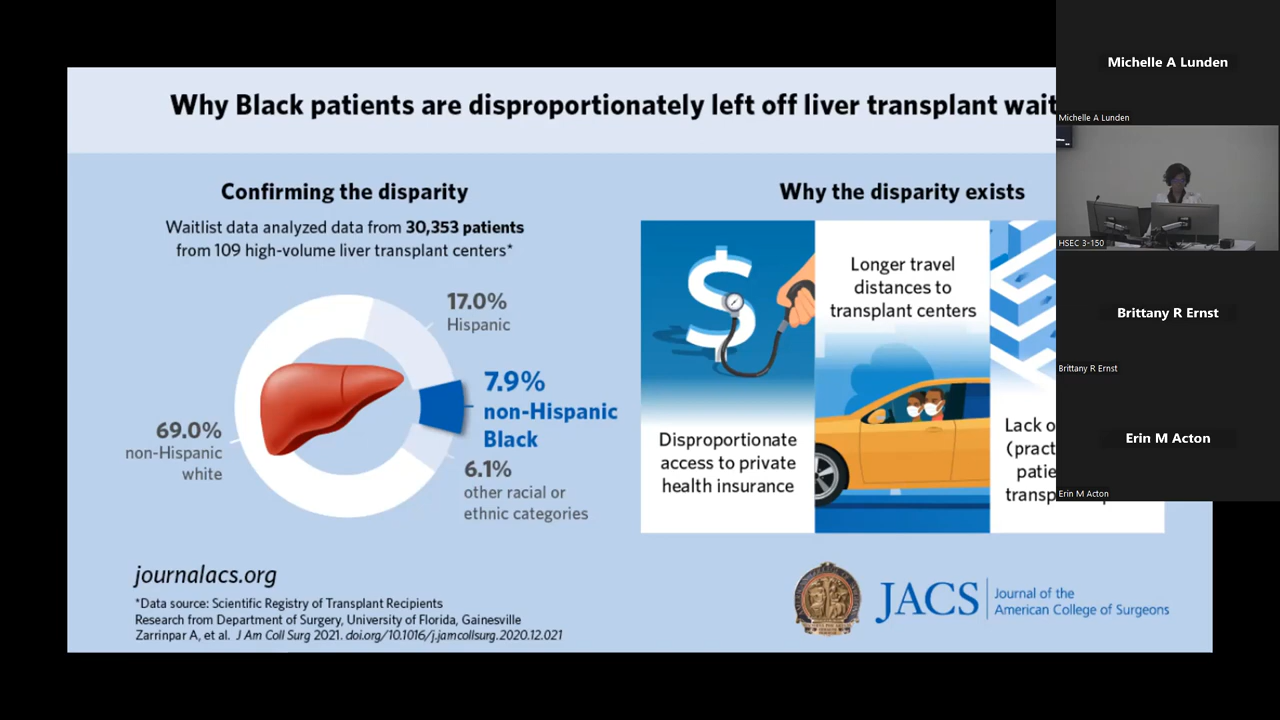 Why Black patients are disproportionately left off liver transplant
Confirming the disparity
Waitlist data analyzed data from 30,353 patients
from 109 high-volume liver transplant centers*
17.0%
Hispanic
7.9%
non-Hispanic
Black
69.0%
non-Hispanic
white
6.1%
other racial or
ethnic categories
Why the disparity exists
$
Disproportionate
access to private
health insurance
Longer travel
distances to
transplant centers
Lack
journalacs.org
*Data source: Scientific Registry of Transplant Recipients
Research from Department of Surgery, University of Florida, Gainesville
Zarrinpar A, et al. J Am Coll Surg 2021. doi.org/10.1016/j.jamcollsurg.2020.12.021
JACS
Journal of the
American College of Surgeons
Michelle A Lunden
Michelle A Lunden
HSEC 3-150
Brittany R Ernst
Brittany R Ernst
Erin M Acton
Erin M Acton